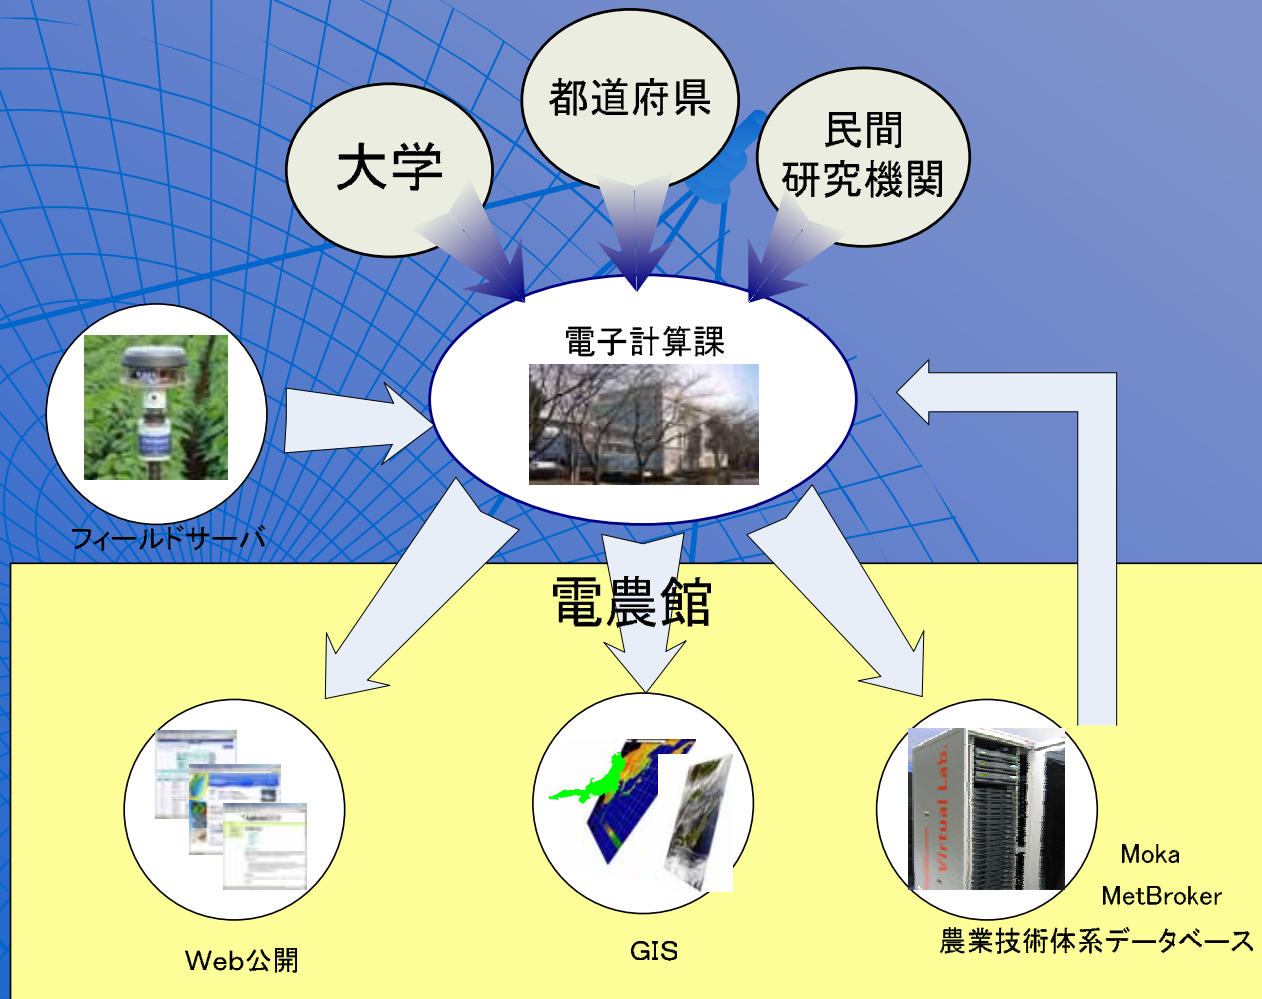 都道府県
大学
民間
研究機関
電子計算課
フィールドサーバ
電農館
Virtual Lab.
Moka
MetBroker
農業技術体系データベース
Web公開
GIS